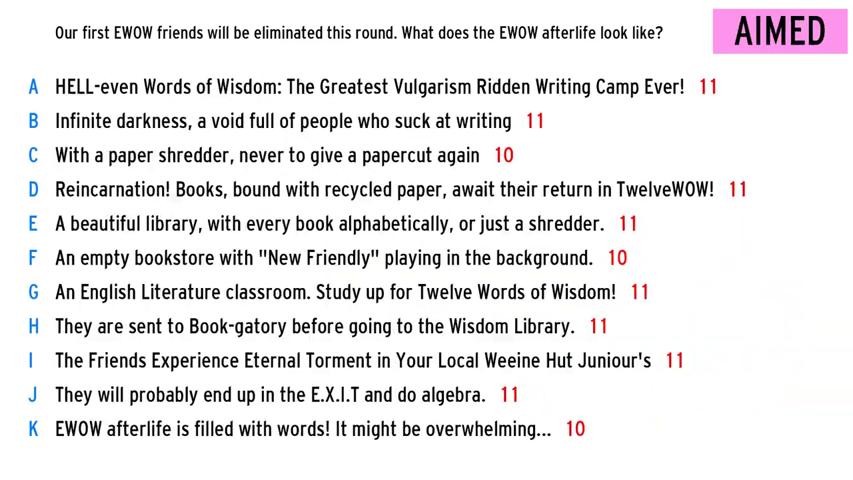 Our first EWOW friends will be eliminated this round. What does the EWOW afterlife look like?
AIMED
A HELL-even Words of Wisdom: The Greatest Vulgarism Ridden Writing Camp Ever! 11
B Infinite darkness, a void full of people who suck at writing 11
C With a paper shredder, never to give a papercut again 10
D Reincarnation! Books, bound with recycled paper, await their return in TwelveWOW! 11
E A beautiful library, with every book alphabetically, or just a shredder. 11
F An empty bookstore with "New Friendly" playing in the background. 10
G An English Literature classroom. Study up for Twelve Words of Wisdom! 11
H They are sent to Book-gatory before going to the Wisdom Library. 11
I The Friends Experience Eternal Torment in Your Local Weeine Hut Juniour's 11
J They will probably end up in the E.X.I.T and do algebra. 11
K EWOW afterlife is filled with words! It might be overwhelming... 10